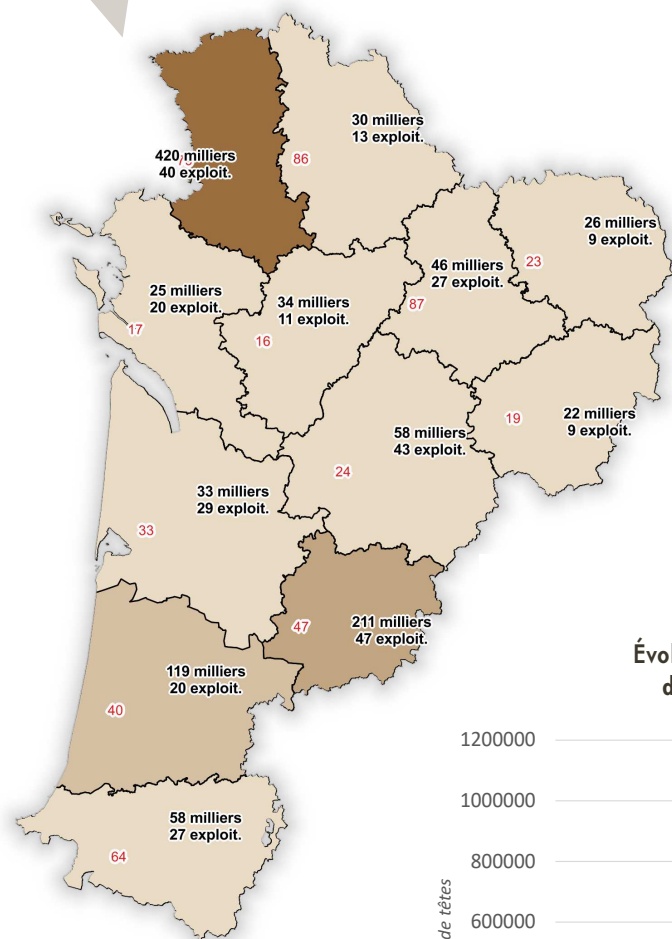 30 milliers
13 exploit.
86
420 milliers
40 exploit.
26 milliers
9 exploit.
23
46 milliers
27 exploit.
87
25 milliers
20 exploit.
17
34 milliers
11 exploit.
16
22 milliers
9 exploit.
19
58 milliers
43 exploit.
24
33 milliers
29 exploit.
33
211 milliers
47 exploit.
47
119 milliers
20 exploit.
40
58 milliers
27 exploit.
64
Évol
d
1200000
1000000
800000
600000
de têtes